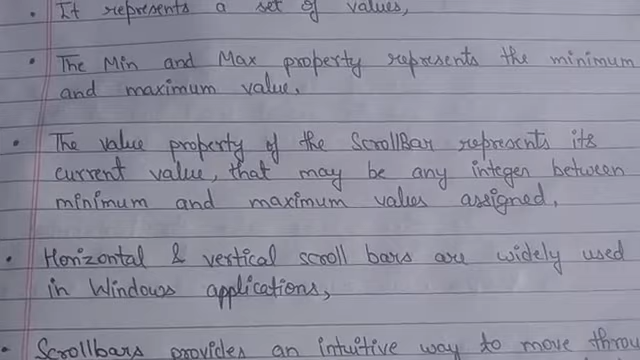 • It represents a set of values,
• The Min and Max property represents the minimum
and maximum value,
• The value property of the ScrollBar represents its
current value, that may be any integer between
minimum and maximum values assigned,
• Horizontal & vertical scroll bars are widely used
in Windows applications,
• Scrollbars provides an intuitive way to move throu